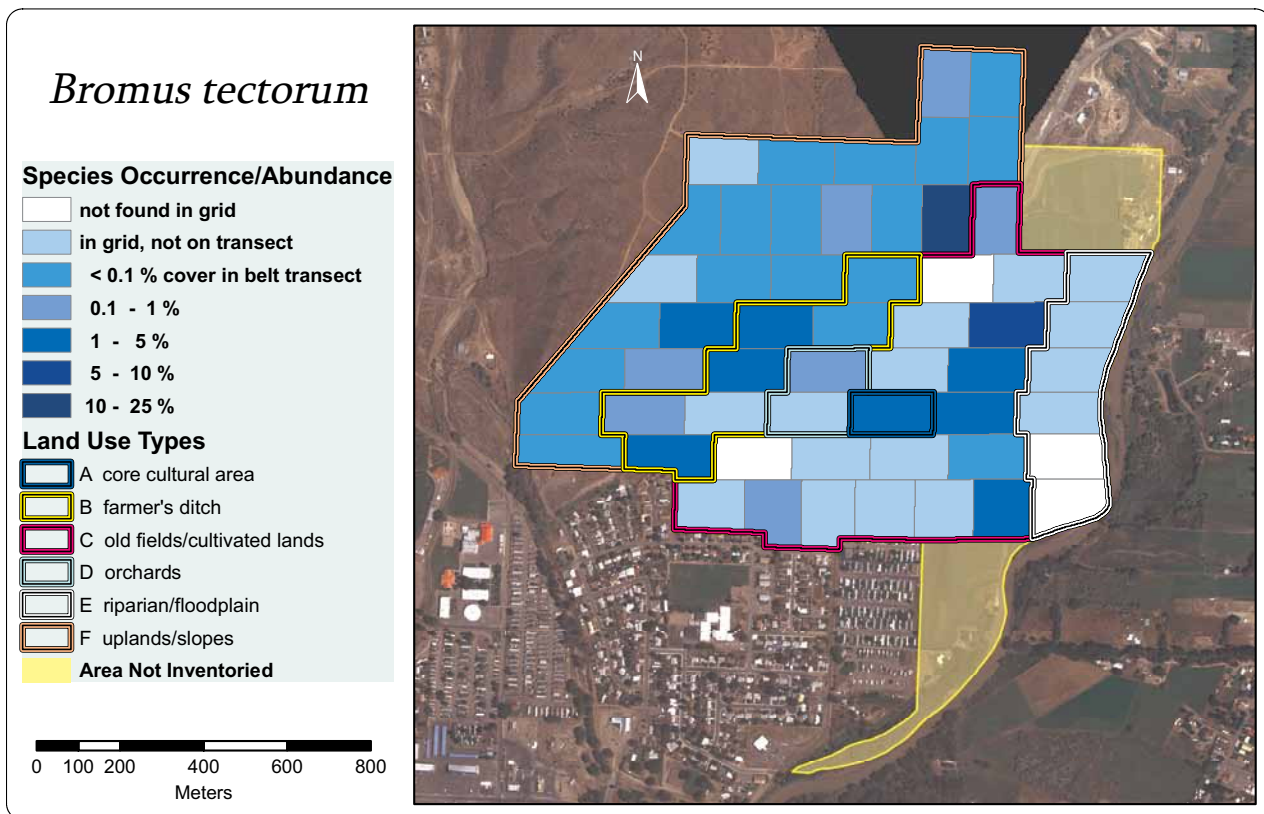 Bromus tectorum
Species Occurrence/Abundance
not found in grid
in grid, not on transect
< 0.1 % cover in belt transect
0.1 - 1 %
1 - 5 %
5 - 10 %
10 - 25 %
Land Use Types
A core cultural area
B farmer's ditch
C old fields/cultivated lands
D orchards
E riparian/floodplain
F uplands/slopes
Area Not Inventoried
0 100 200 400 600 800
Meters
N